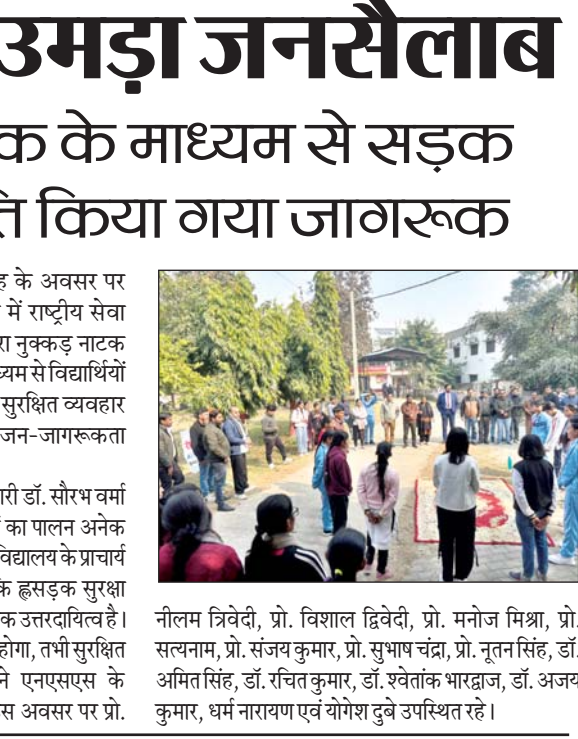 उमड़ा जनसैलाब
क के माध्यम से सड़क
ति किया गया जागरूक
ह के अवसर पर
में राष्ट्रीय सेवा
रा नुक्कड़ नाटक
ध्यम से विद्यार्थियों
सुरक्षित व्यवहार
जन-जागरूकता
ारी डॉ. सौरभ वर्मा
ं का पालन अनेक
विद्यालय के प्राचार्य
कि ह्लसड़क सुरक्षा
क उत्तरदायित्व है।
होगा, तभी सुरक्षित
ने एनएसएस के
स अवसर पर प्रो.
नीलम त्रिवेदी, प्रो. विशाल द्विवेदी, प्रो. मनोज मिश्रा, प्रो.
सत्यनाम, प्रो. संजय कुमार, प्रो. सुभाष चंद्रा, प्रो. नूतन सिंह, डॉ.
अमित सिंह, डॉ. रचित कुमार, डॉ. श्वेतांक भारद्वाज, डॉ. अजय
कुमार, धर्म नारायण एवं योगेश दुबे उपस्थित रहे।